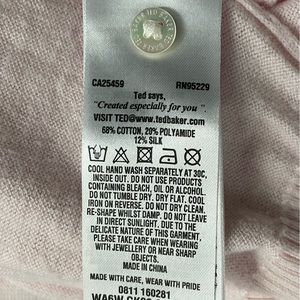 CA25459 RN95229
Ted says,
"Created especially for you".
VISIT TED@www.tedbaker.com
68% COTTON, 20% POLYAMIDE
12% SILK
COOL HAND WASH SEPARATELY AT 30C,
INSIDE OUT. DO NOT USE PRODUCTS
CONTAINING BLEACH, OIL OR ALCOHOL.
DO NOT TUMBLE DRY. DRY FLAT. COOL
IRON ON REVERSE. DO NOT DRY CLEAN.
RE-SHAPE WHILST DAMP. DO NOT LEAVE
IN DIRECT SUNLIGHT. DUE TO THE
DELICATE NATURE OF THIS GARMENT,
PLEASE TAKE CARE WHEN WEARING
WITH JEWELLERY OR NEAR SHARP
OBJECTS.
MADE IN CHINA
MADE WITH CARE, WEAR WITH PRIDE
0811 160281